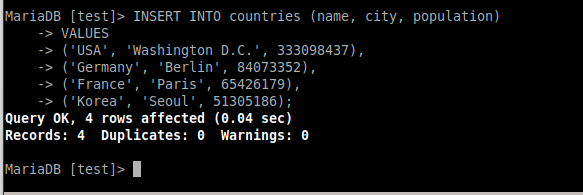 MariaDB [test]> INSERT INTO countries (name, city, population)
    -> VALUES
    -> ('USA', 'Washington D.C.', 333098437),
    -> ('Germany', 'Berlin', 84073352),
    -> ('France', 'Paris', 65426179),
    -> ('Korea', 'Seoul', 51305186);
Query OK, 4 rows affected (0.04 sec)
Records: 4  Duplicates: 0  Warnings: 0
MariaDB [test]>